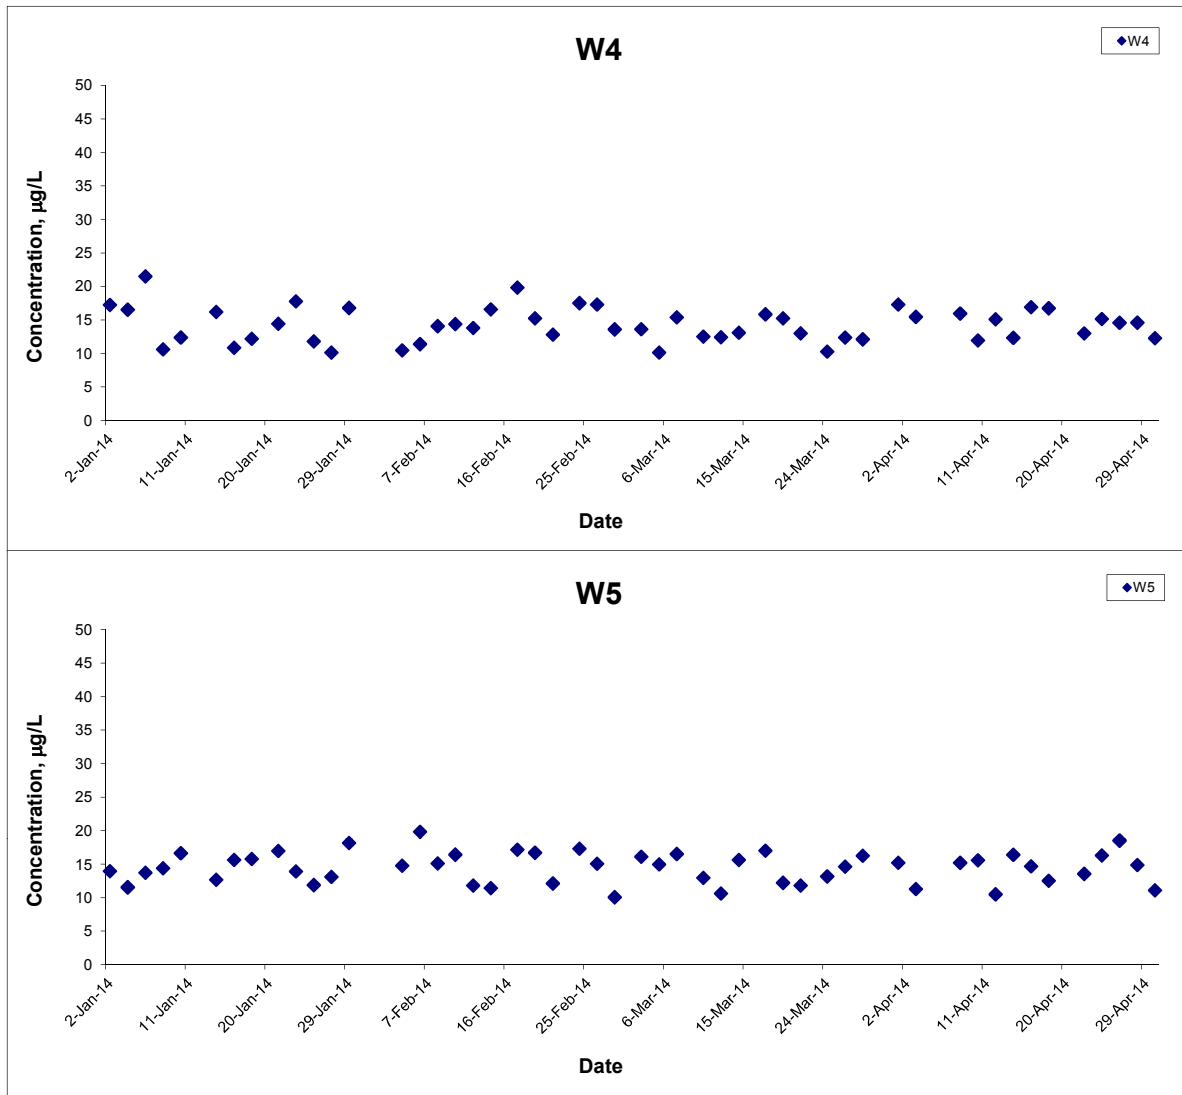 W4
W4
50
45
40
35
30
25
20
15
10
5
0
Concentration, µg/L
2-Jan-14
11-Jan-14
20-Jan-14
29-Jan-14
7-Feb-14
16-Feb-14
25-Feb-14
6-Mar-14
15-Mar-14
24-Mar-14
2-Apr-14
11-Apr-14
20-Apr-14
29-Apr-14
Date
W5
W5
50
45
40
35
30
25
20
15
10
5
0
Concentration, µg/L
2-Jan-14
11-Jan-14
20-Jan-14
29-Jan-14
7-Feb-14
16-Feb-14
25-Feb-14
6-Mar-14
15-Mar-14
24-Mar-14
2-Apr-14
11-Apr-14
20-Apr-14
29-Apr-14
Date